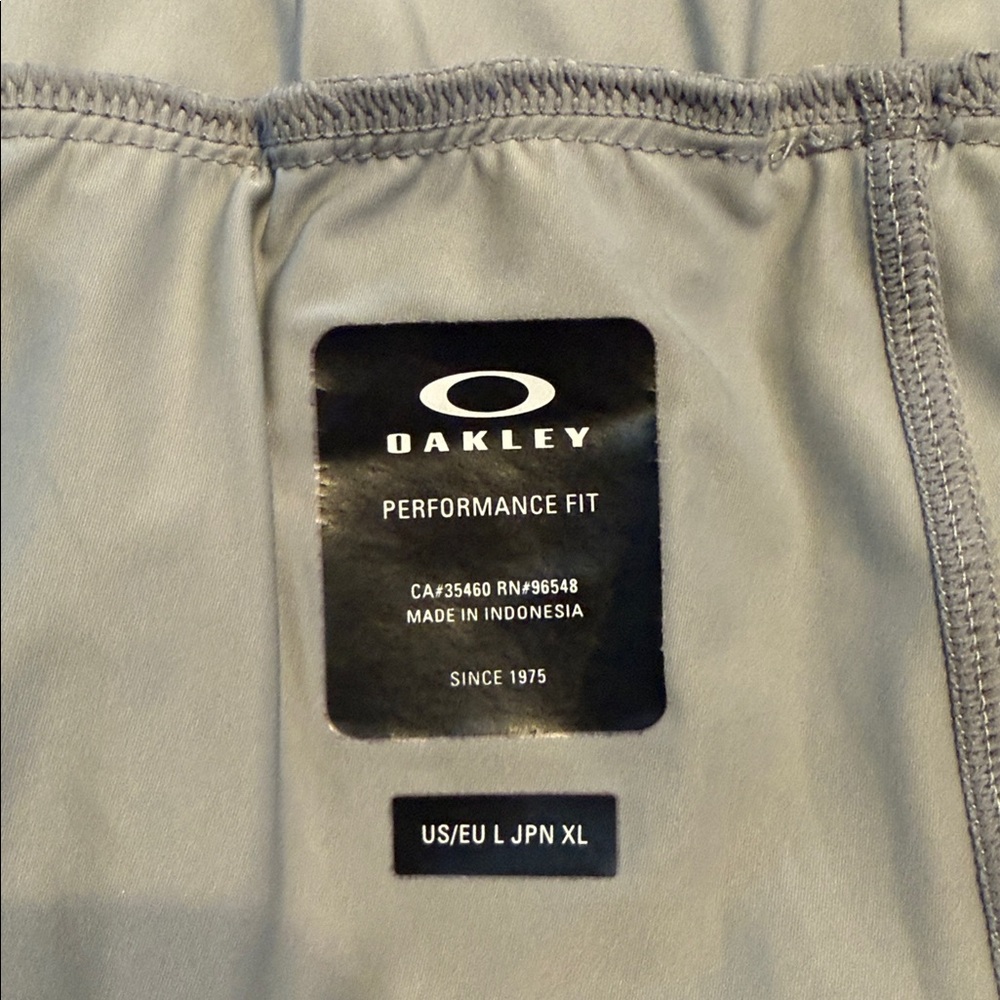 OAKLEY
PERFORMANCE FIT
CA#35460 RN#96548
MADE IN INDONESIA
SINCE 1975
US/EU L JPN XL